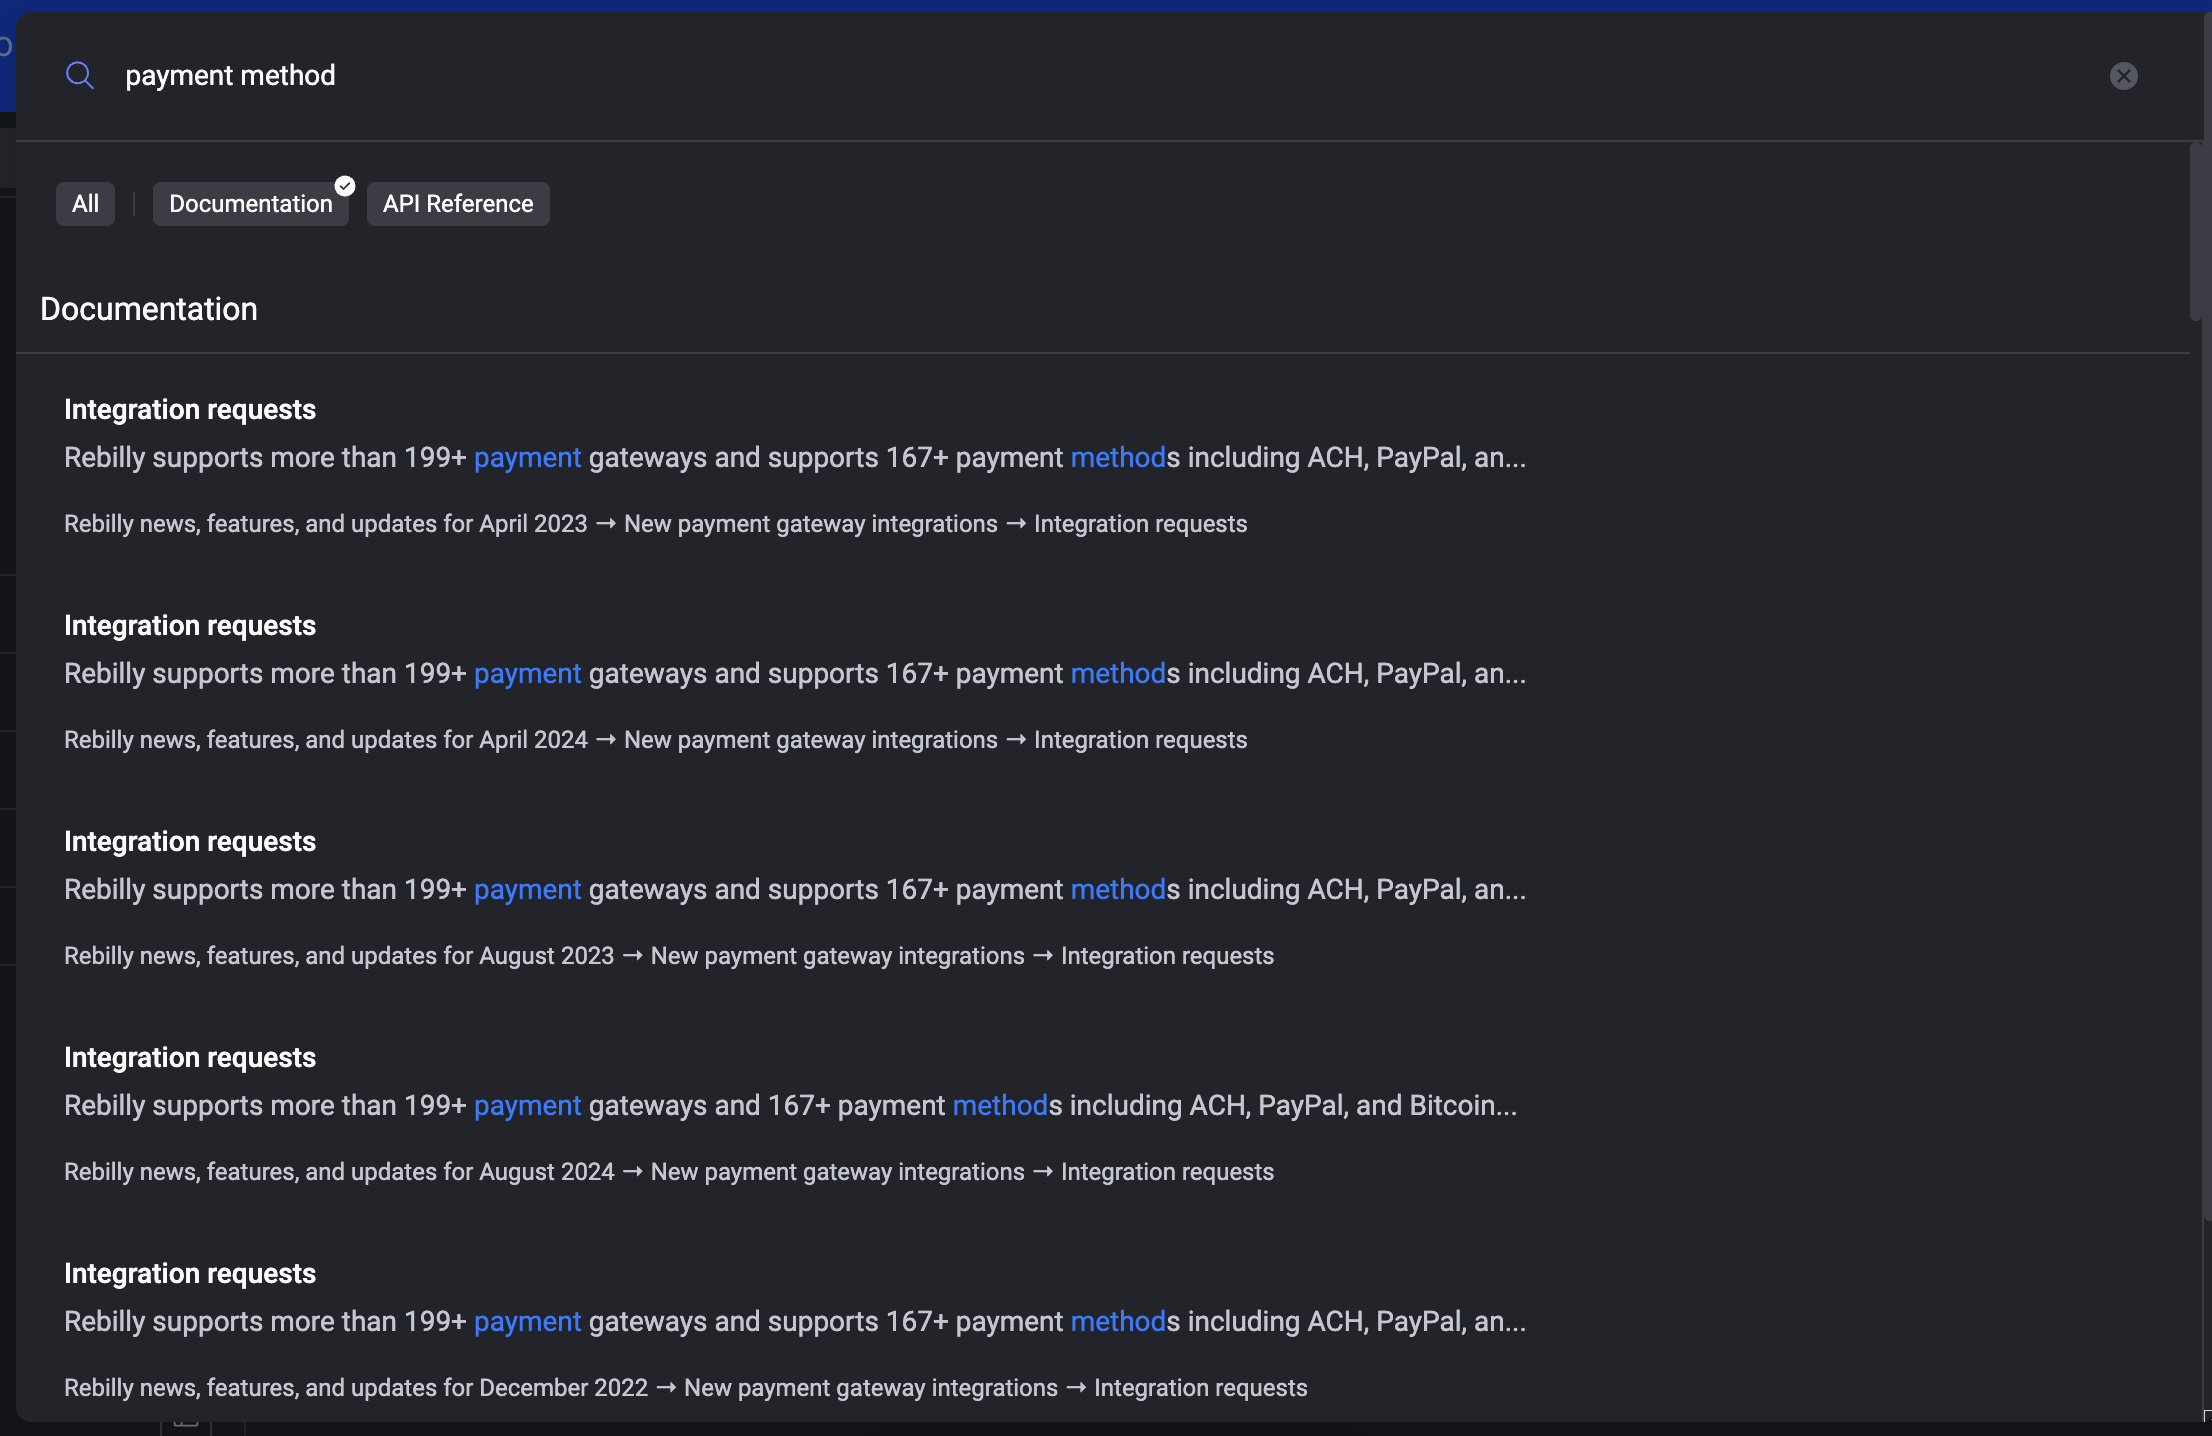 payment method
All
Documentation
API Reference
Documentation
Integration requests
Rebilly supports more than 199+ payment gateways and supports 167+ payment methods including ACH, PayPal, an...
Rebilly news, features, and updates for April 2023 → New payment gateway integrations → Integration requests
Integration requests
Rebilly supports more than 199+ payment gateways and supports 167+ payment methods including ACH, PayPal, an...
Rebilly news, features, and updates for April 2024 → New payment gateway integrations → Integration requests
Integration requests
Rebilly supports more than 199+ payment gateways and supports 167+ payment methods including ACH, PayPal, an...
Rebilly news, features, and updates for August 2023 → New payment gateway integrations → Integration requests
Integration requests
Rebilly supports more than 199+ payment gateways and 167+ payment methods including ACH, PayPal, and Bitcoin...
Rebilly news, features, and updates for August 2024 → New payment gateway integrations → Integration requests
Integration requests
Rebilly supports more than 199+ payment gateways and supports 167+ payment methods including ACH, PayPal, an...
Rebilly news, features, and updates for December 2022 → New payment gateway integrations → Integration requests